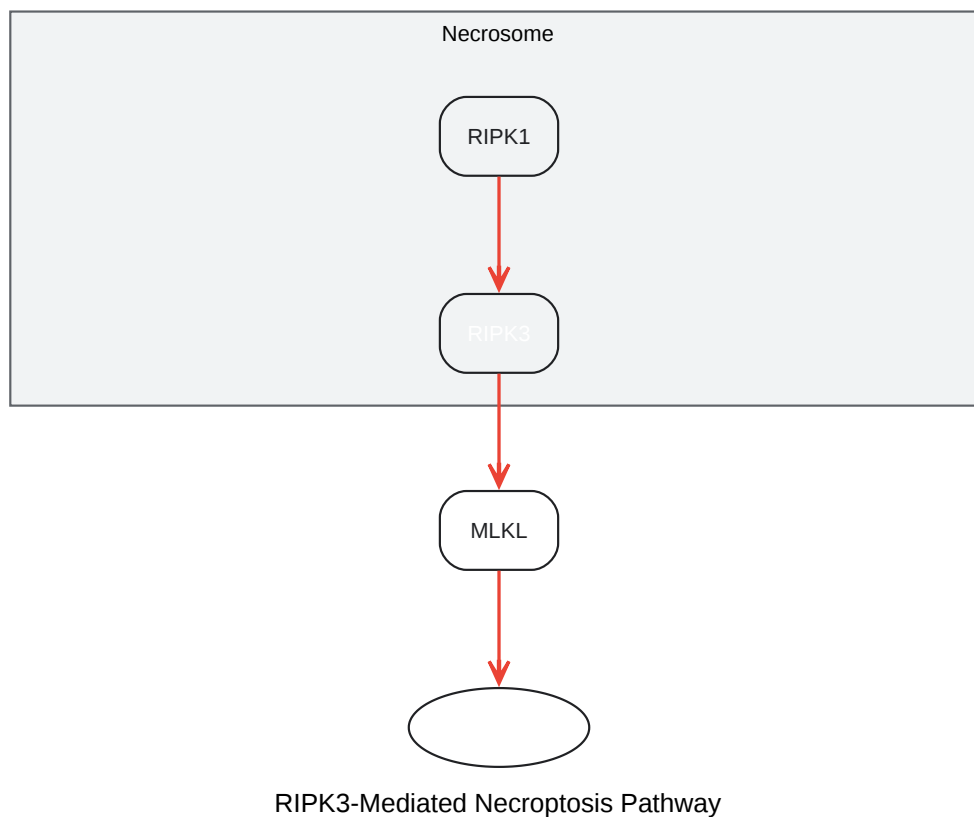 Necrosome
RIPK1
RIPK3
MLKL
RIPK3-Mediated Necroptosis Pathway